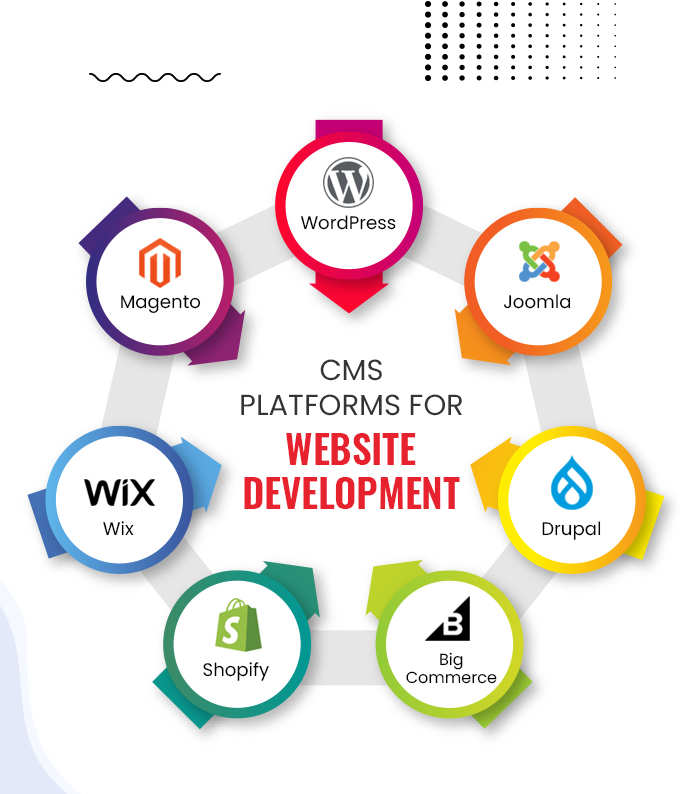 WordPress
Magento
Joomla
CMS
PLATFORMS FOR
WEBSITE
DEVELOPMENT
WiX
Wix
Drupal
S
Shopify
B
Big
Commerce